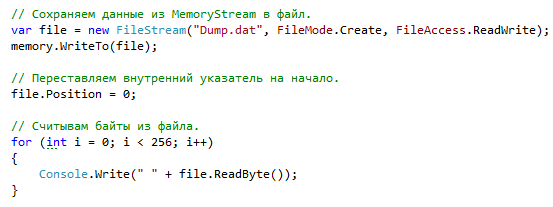 // Сохраняем данные из MemoryStream в файл.
var file = new FileStream("Dump.dat", FileMode.Create, FileAccess.ReadWrite);
memory.WriteTo(file);

// Переставляем внутренний указатель на начало.
file.Position = 0;

// Считывам байты из файла.
for (int i = 0; i < 256; i++)
{
    Console.Write(" " + file.ReadByte());
}